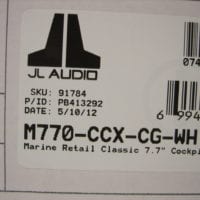 074
JL AUDIO
SKU: 91784
P/ID: PB413292
DATE: 5/10/12
6 994
M770-CCX-CG-WH
Marine Retail Classic 7.7" Cockpi